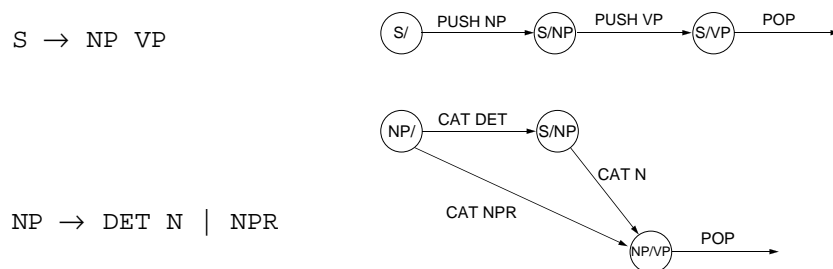 S → NP VP
S/ PUSH NP S/NP PUSH VP S/VP POP
NP/ CAT DET S/NP
CAT N
NP → DET N | NPR
CAT NPR
NP/VP POP